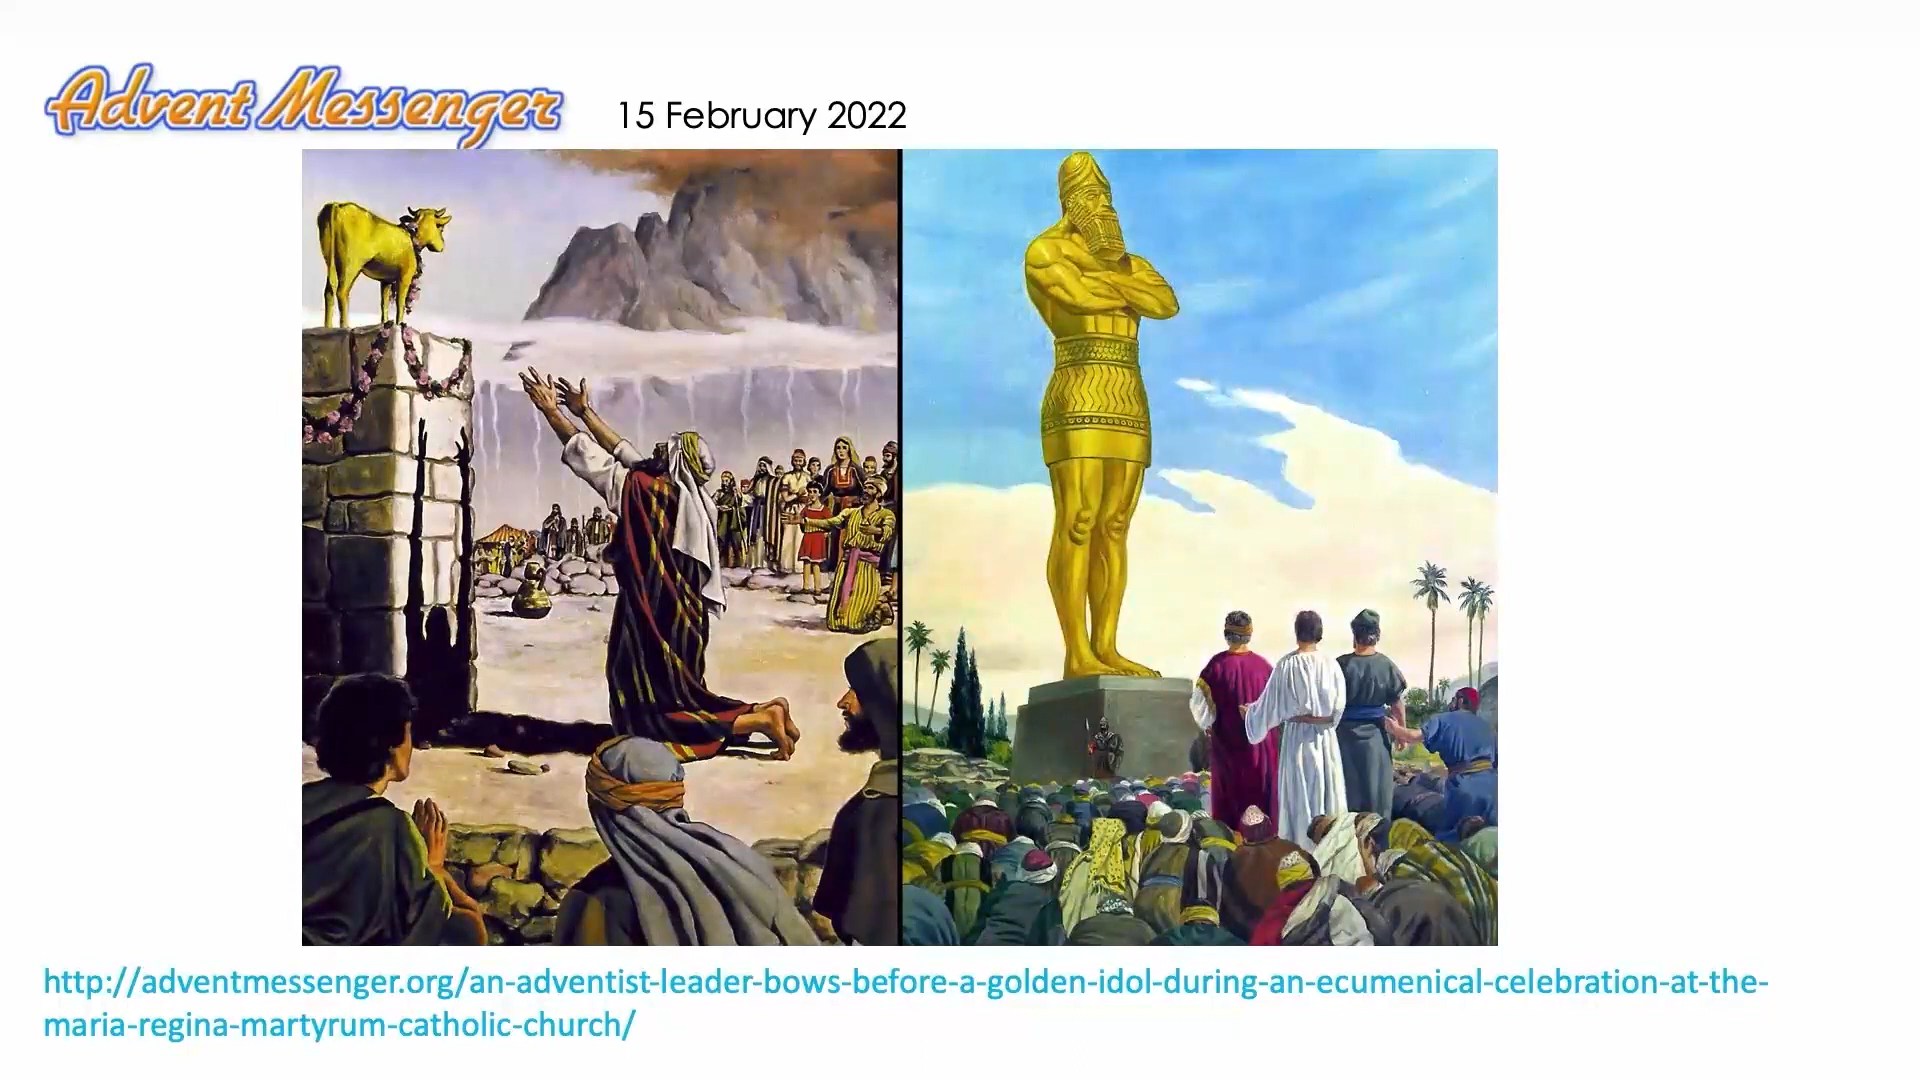 Advent Messenger
15 February 2022
http://adventmessenger.org/an-adventist-leader-bows-before-a-golden-idol-during-an-ecumenical-celebration-at-the-
maria-regina-martyrum-catholic-church/